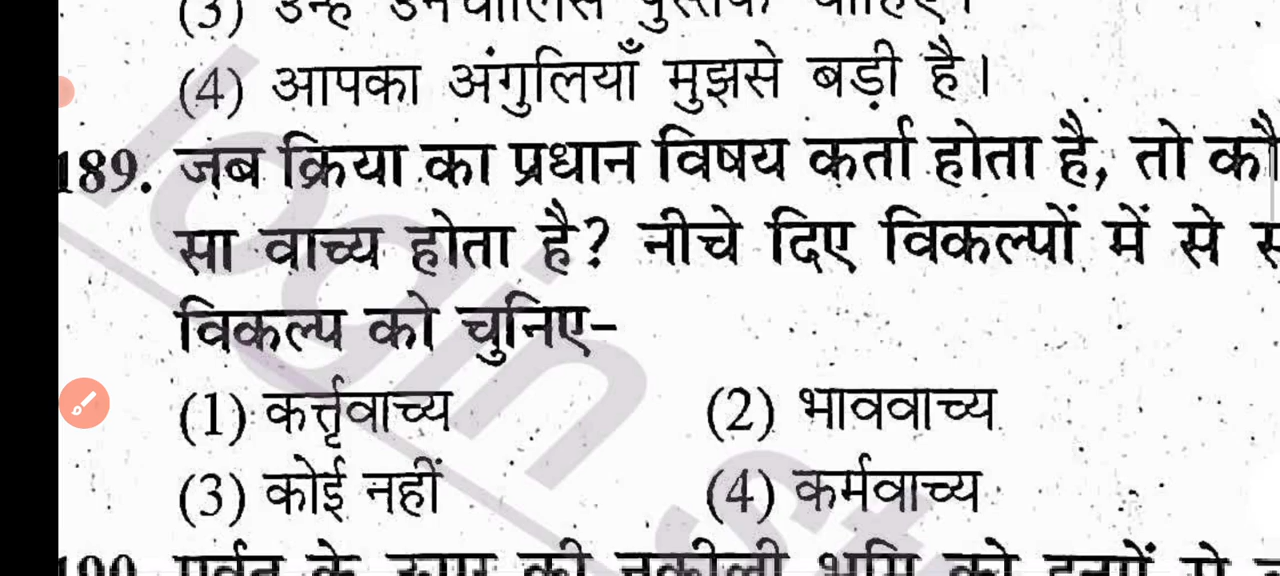 (4) आपका अंगुलियाँ मुझसे बड़ी है।
189. जब क्रिया का प्रधान विषय कर्ता होता है, तो
सा वाच्य होता है? नीचे दिए विकल्पों में से
विकल्प को चुनिए-
(1) कर्त्तृवाच्य (2) भाववाच्य
(3) कोई नहीं (4) कर्मवाच्य